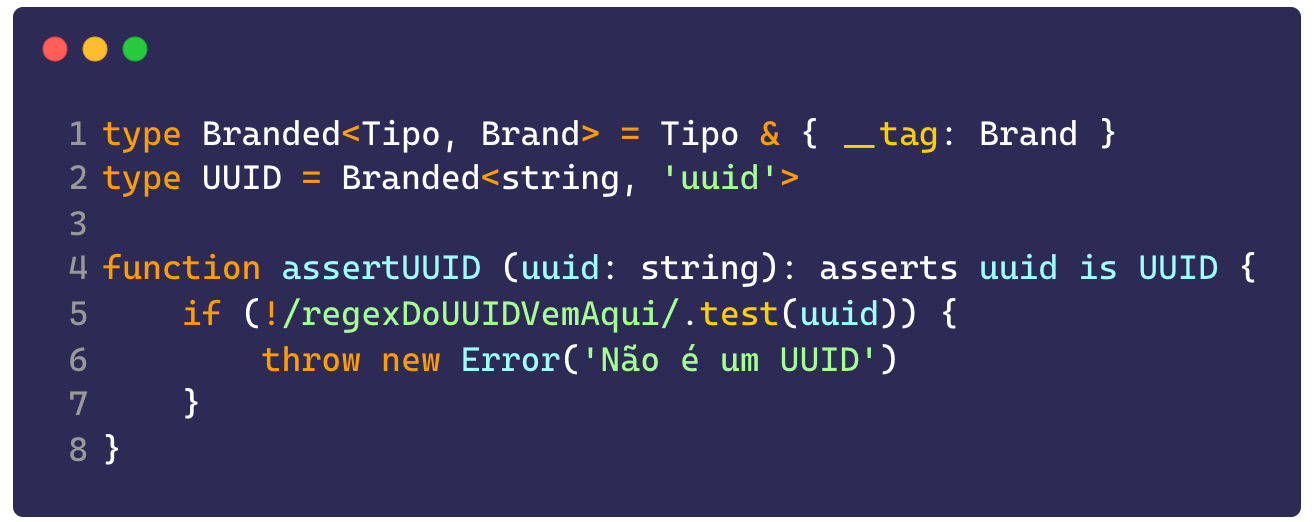 1 type Branded<Tipo, Brand> = Tipo & { __tag: Brand }
2 type UUID = Branded<string, 'uuid'>
3
4 function assertUUID (uuid: string): asserts uuid is UUID {
5     if (!/regexDoUUIDVemAqui/.test(uuid)) {
6         throw new Error('Não é um UUID')
7     }
8 }